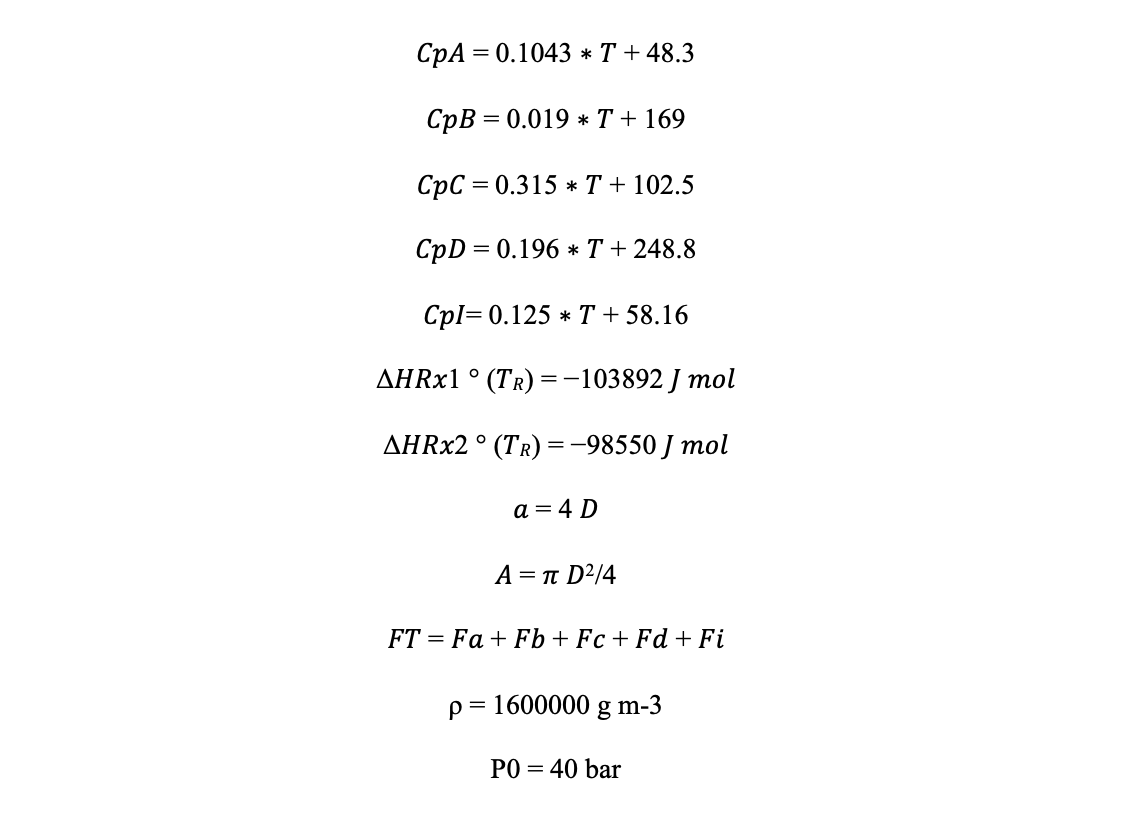 CpA = 0.1043 * T + 48.3
CpB = 0.019 * T + 169
CpC = 0.315 * T + 102.5
CpD = 0.196 * T + 248.8
CpI= 0.125 * T + 58.16
ΔHRx1 ° (TR) = −103892 J mol
ΔHRx2 ° (TR) = −98550 J mol
a = 4 D
A = π D²/4
FT = Fa + Fb + Fc + Fd + Fi
ρ = 1600000 g m-3
P0 = 40 bar